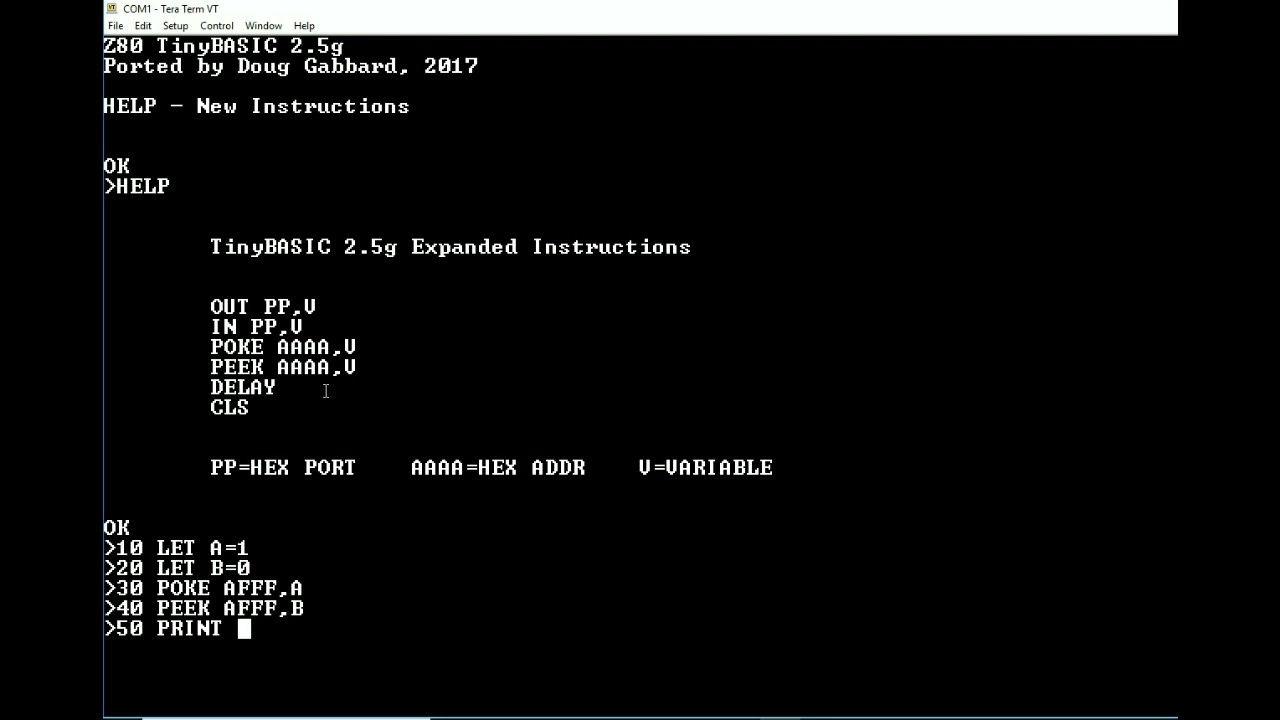 COM1 - Tera Term VT
File Edit Setup Control Window Help
Z80 TinyBASIC 2.5g
Ported by Doug Gabbard, 2017
HELP - New Instructions
OK
>HELP
TinyBASIC 2.5g Expanded Instructions
OUT PP,V
IN PP,V
POKE AAAA,V
PEEK AAAA,V
DELAY
CLS
PP=HEX PORT AAAA=HEX ADDR V=VARIABLE
OK
>10 LET A=1
>20 LET B=0
>30 POKE AFFF,A
>40 PEEK AFFF,B
>50 PRINT